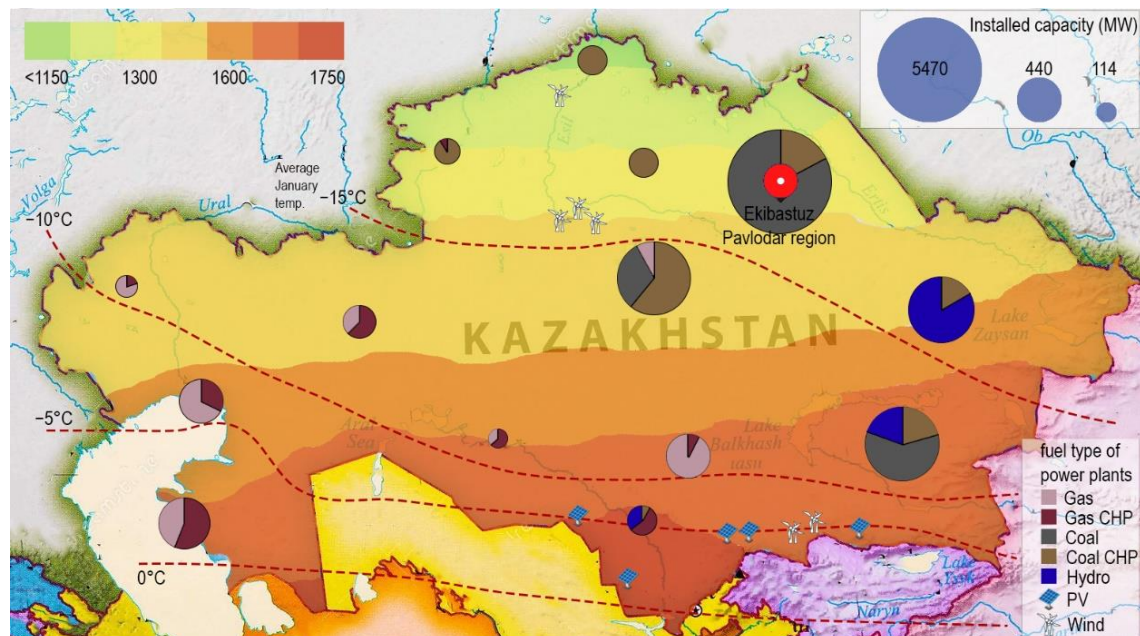 <1150 1300 1600 1750
Installed capacity (MW)
5470
440
114
Ob
Esil
Ertis
Volga
Ural
Average
January
temp.
−15°C
−10°C
Ekibastuz
Pavlodar region
KAZAKHSTAN
Lake
Zaysan
−5°C
Aral
Sea
Lake
Balkhash
0°C
Lake
Naryn
fuel type of
power plants
Gas
Gas CHP
Coal
Coal CHP
Hydro
PV
Wind